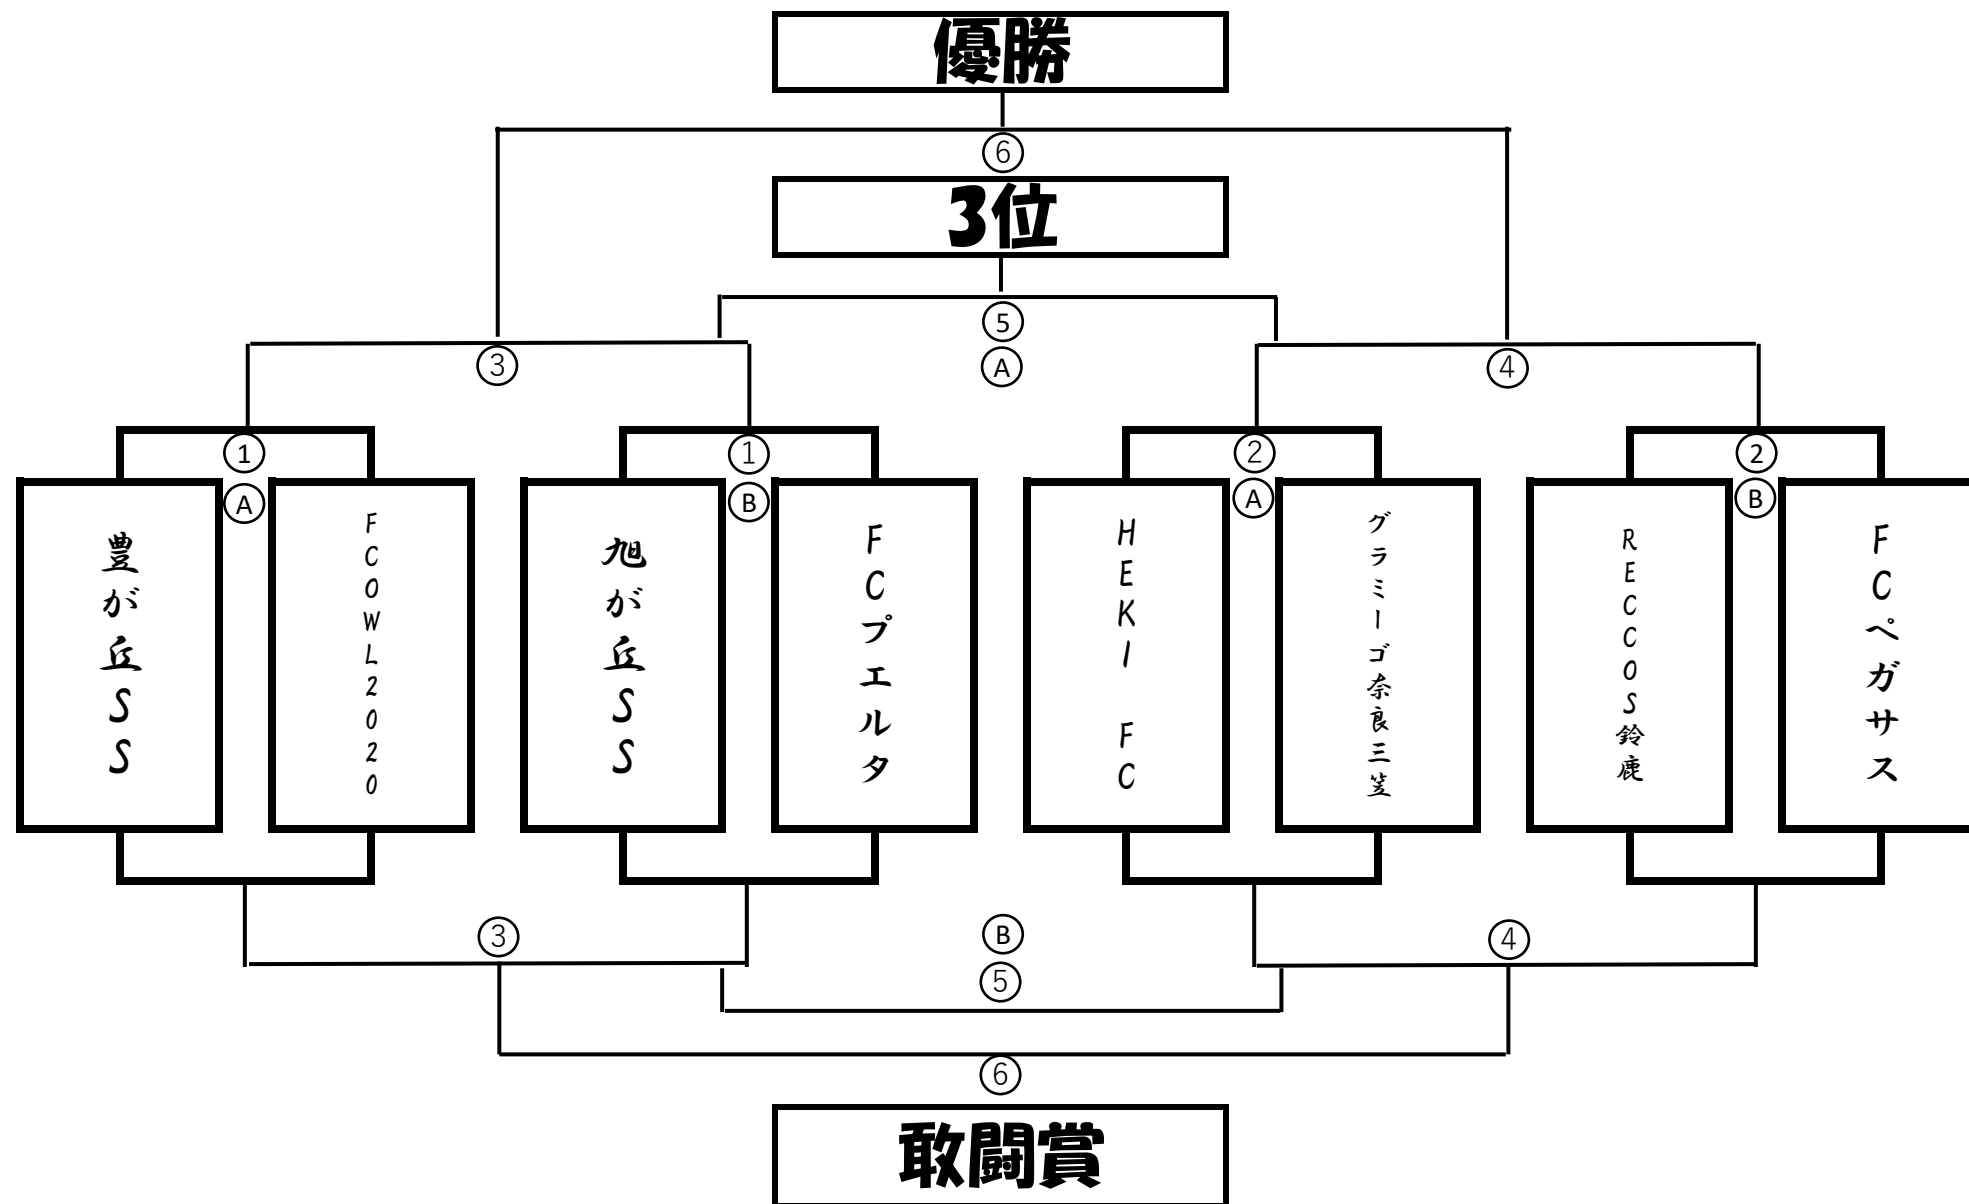 優勝
⑥
3位
⑤
Ⓐ
③
④
①
Ⓐ
①
Ⓑ
②
Ⓐ
②
Ⓑ
豊が丘SS
FCOWL2020
旭が丘SS
FCプエルタ
HEKI FC
グラミーゴ奈良三笠
RECCOS鈴鹿
FCペガサス
③
Ⓑ
⑤
④
⑥
敢闘賞